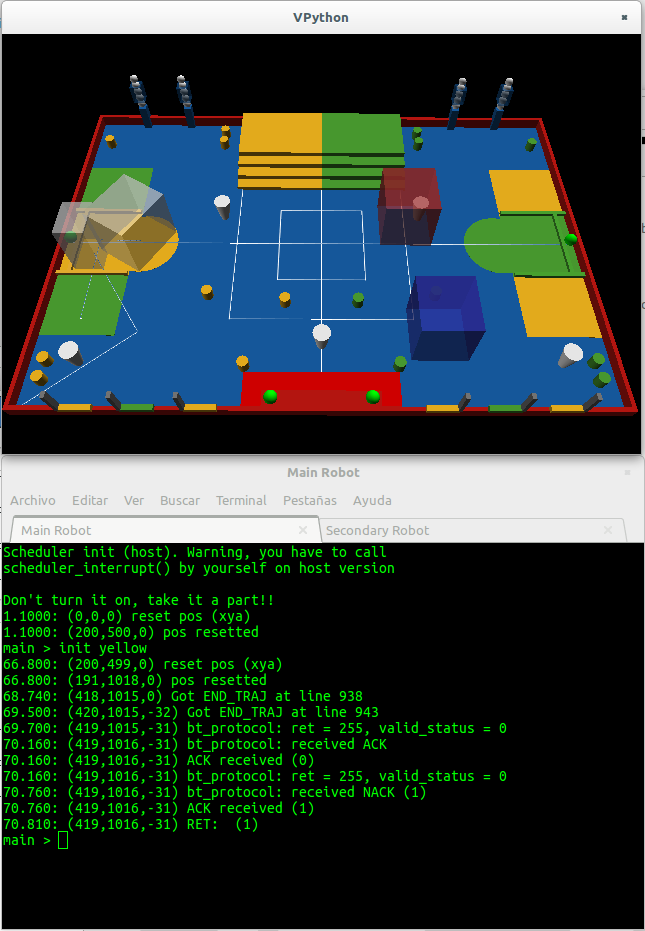 VPython
Main Robot
Archivo Editar Ver Buscar Terminal Pestañas Ayuda
Main Robot Secondary Robot
Scheduler init (host). Warning, you have to call
scheduler_interrupt() by yourself on host version
Don't turn it on, take it a part!!
1.1000: (0,0,0) reset pos (xya)
1.1000: (200,500,0) pos resetted
main > init yellow
66.800: (200,499,0) reset pos (xya)
66.800: (191,1018,0) pos resetted
68.740: (418,1015,0) Got END_TRAJ at line 938
69.500: (420,1015,-32) Got END_TRAJ at line 943
69.700: (419,1015,-31) bt_protocol: ret = 255, valid_status = 0
70.160: (419,1016,-31) bt_protocol: received ACK
70.160: (419,1016,-31) ACK received (0)
70.160: (419,1016,-31) bt_protocol: ret = 255, valid_status = 0
70.760: (419,1016,-31) bt_protocol: received NACK (1)
70.760: (419,1016,-31) ACK received (1)
70.810: (419,1016,-31) RET:  (1)
main >